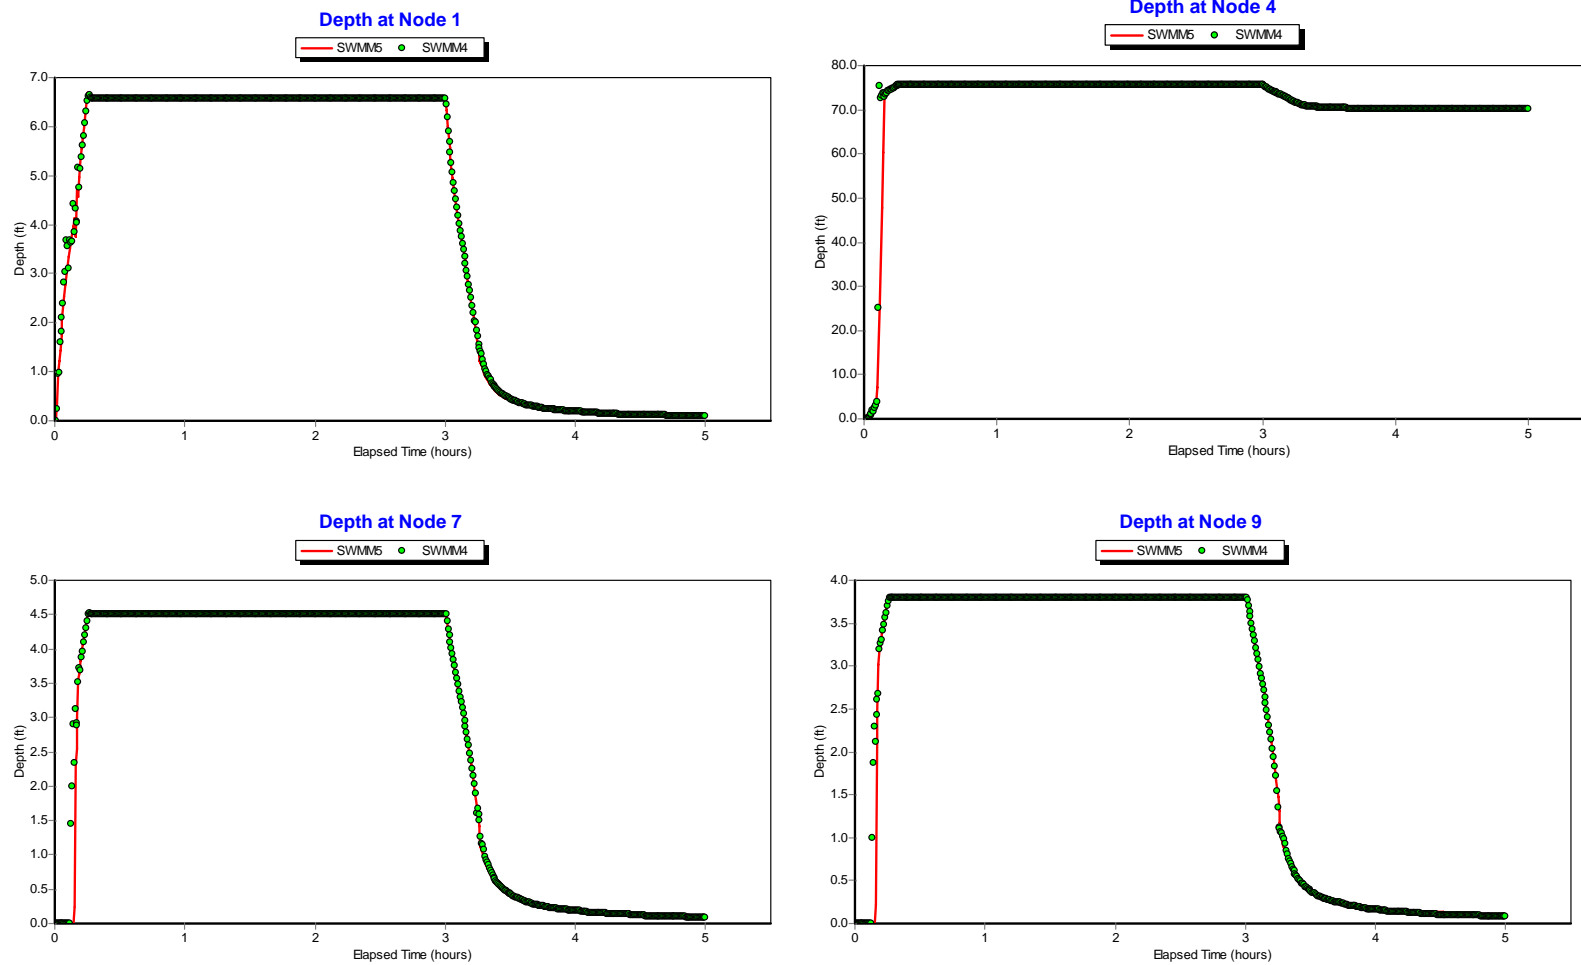 Depth at Node 1
SWMM5 SWMM4
7.0
6.0
5.0
4.0
3.0
2.0
1.0
0.0
Depth (ft)
0 1 2 3 4 5
Elapsed Time (hours)
Depth at Node 4
SWMM5 SWMM4
80.0
70.0
60.0
50.0
40.0
30.0
20.0
10.0
0.0
Depth (ft)
0 1 2 3 4 5
Elapsed Time (hours)
Depth at Node 7
SWMM5 SWMM4
5.0
4.5
4.0
3.5
3.0
2.5
2.0
1.5
1.0
0.5
0.0
Depth (ft)
0 1 2 3 4 5
Elapsed Time (hours)
Depth at Node 9
SWMM5 SWMM4
4.0
3.5
3.0
2.5
2.0
1.5
1.0
0.5
0.0
Depth (ft)
0 1 2 3 4 5
Elapsed Time (hours)